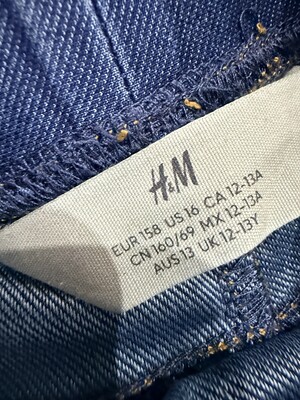 H&M
EUR 158 US 16 CA 12-13A
CN 160/69 MX 12-13A
AUS 13 UK 12-13Y